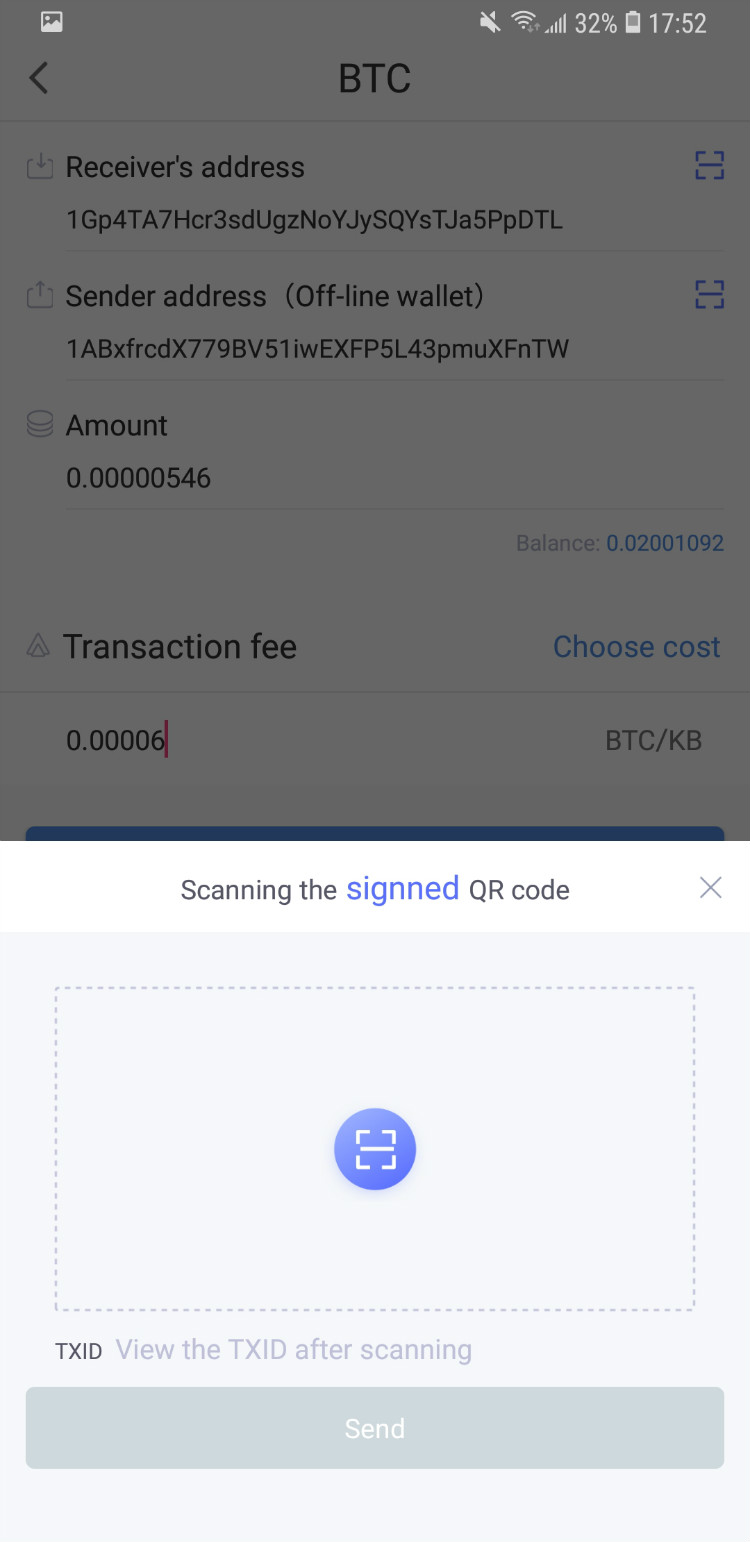 32% 17:52
BTC
Receiver's address
1Gp4TA7Hcr3sdUgzNoYJySQYsTJa5PpDTL
Sender address（Off-line wallet）
1ABxfrcdX779BV51iwEXFP5L43pmuXFnTW
Amount
0.00000546
Balance: 0.02001092
Transaction fee Choose cost
0.00006 BTC/KB
Scanning the signned QR code
TXID View the TXID after scanning
Send